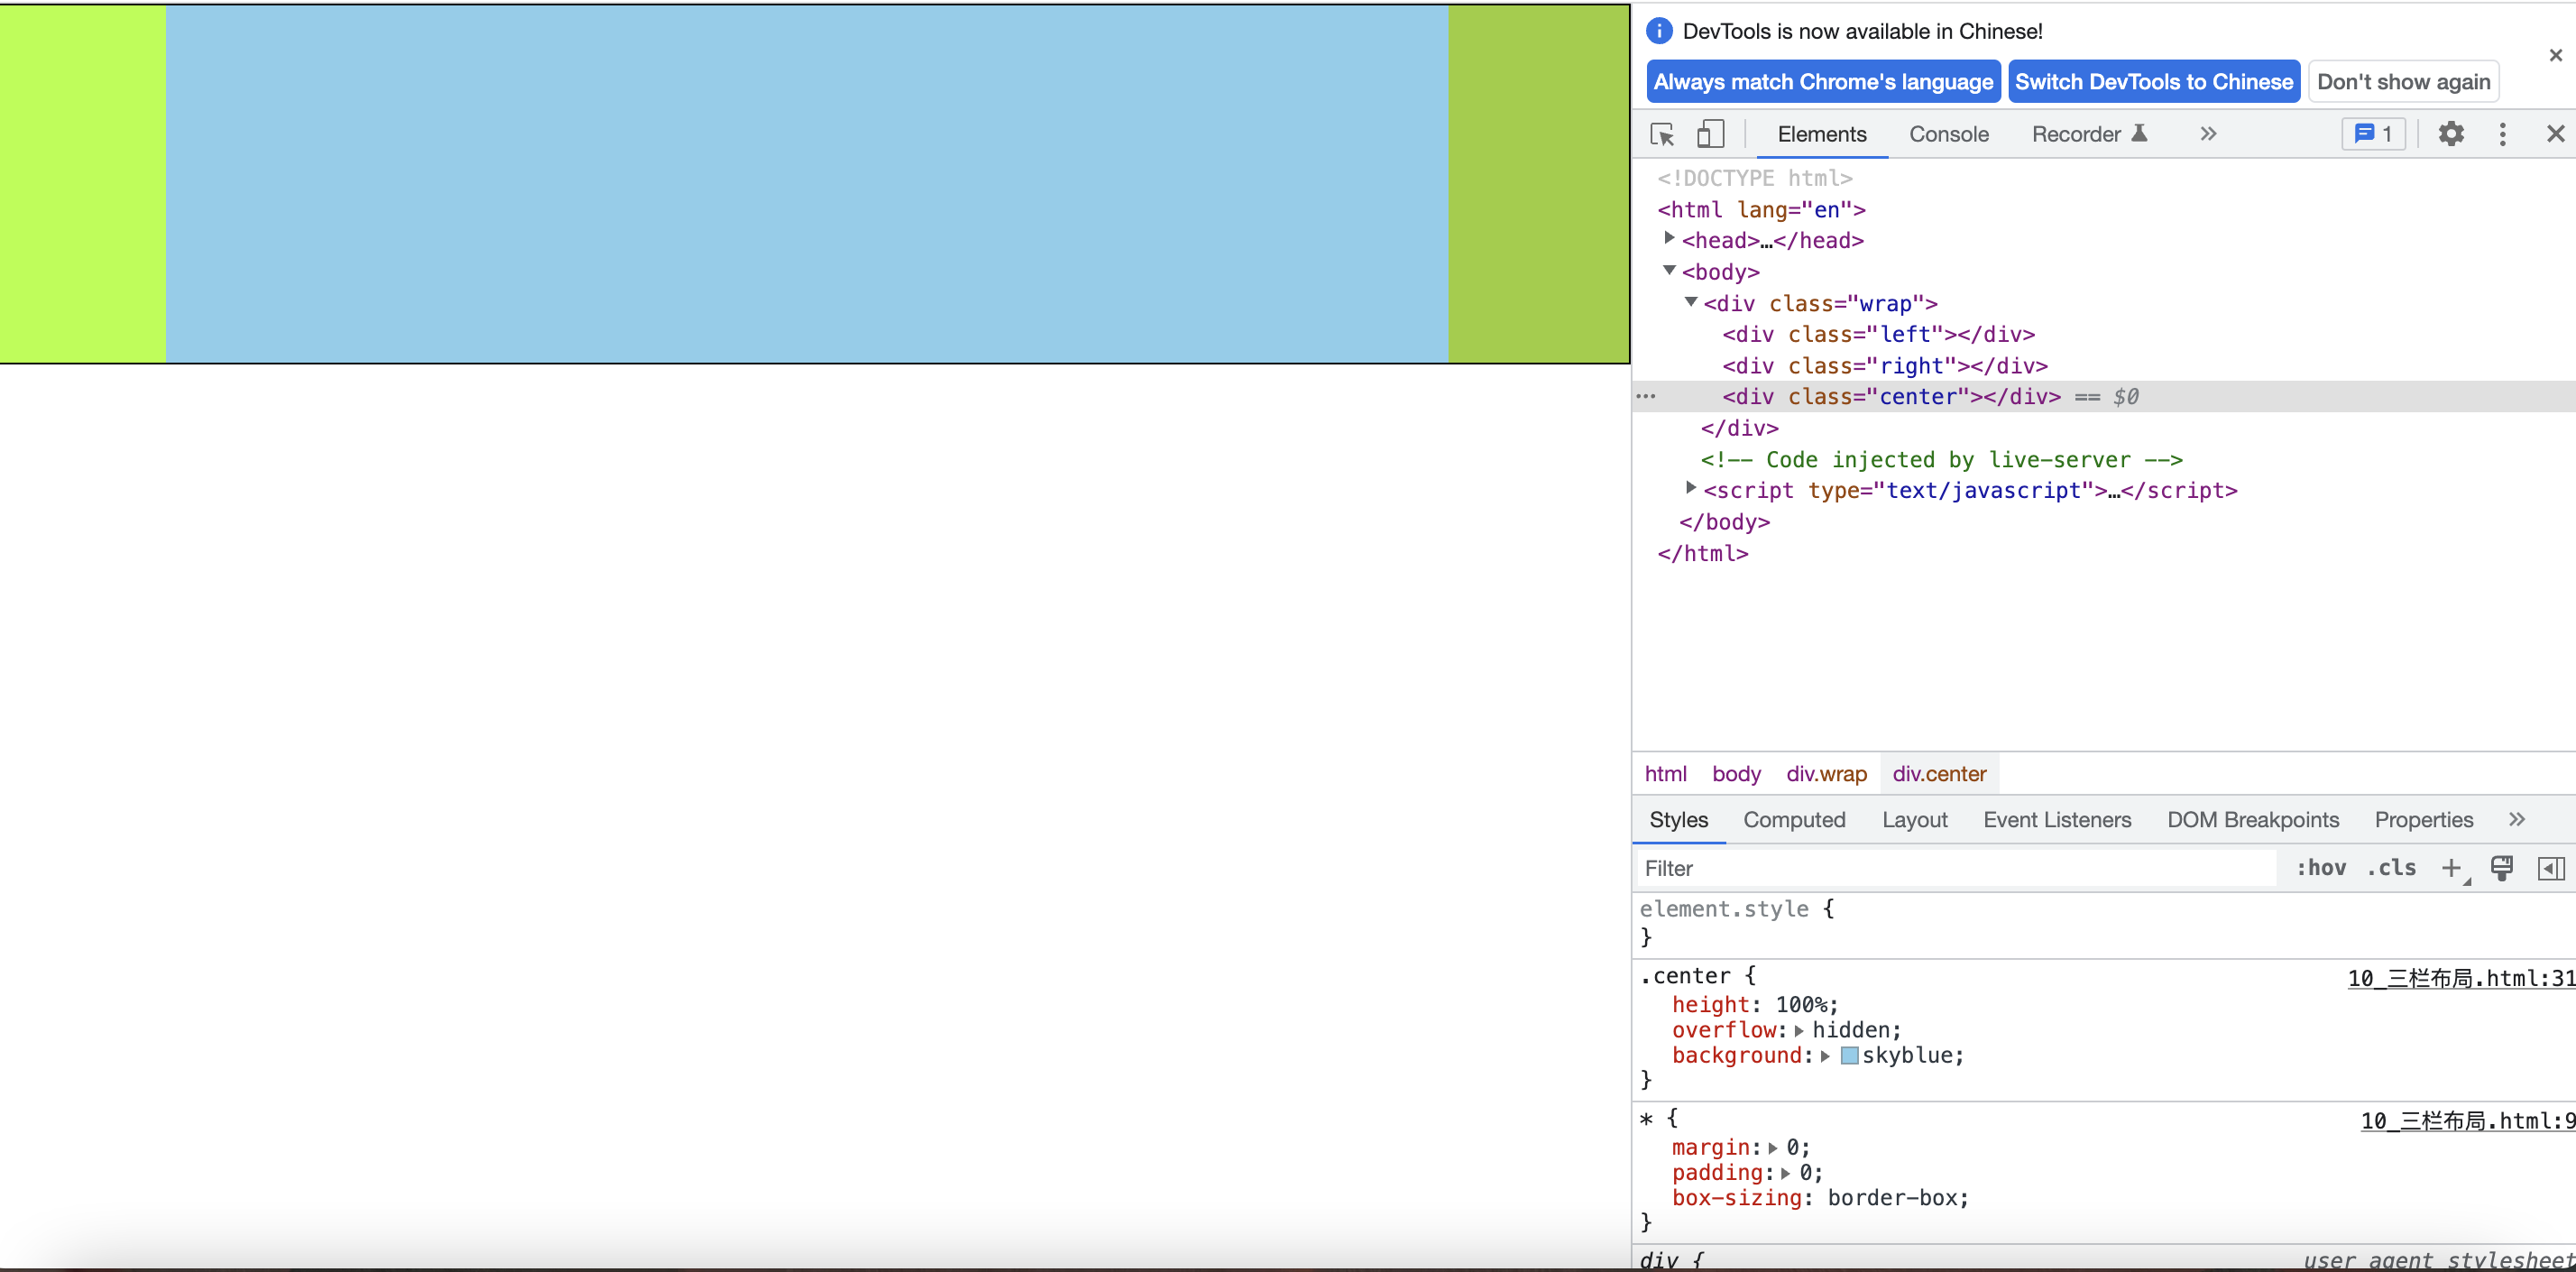 DevTools is now available in Chinese!
Always match Chrome's language Switch DevTools to Chinese Don't show again
Elements Console Recorder 1
<!DOCTYPE html>
<html lang="en">
<head>…</head>
<body>
<div class="wrap">
<div class="left"></div>
<div class="right"></div>
<div class="center"></div> == $0
</div>
<!-- Code injected by live-server -->
<script type="text/javascript">…</script>
</body>
</html>
html body div.wrap div.center
Styles Computed Layout Event Listeners DOM Breakpoints Properties
Filter :hov .cls
element.style {
}
.center { 10_三栏布局.html:31
height: 100%;
overflow: hidden;
background: skyblue;
}
* { 10_三栏布局.html:9
margin: 0;
padding: 0;
box-sizing: border-box;
}
div { user agent stylesheet